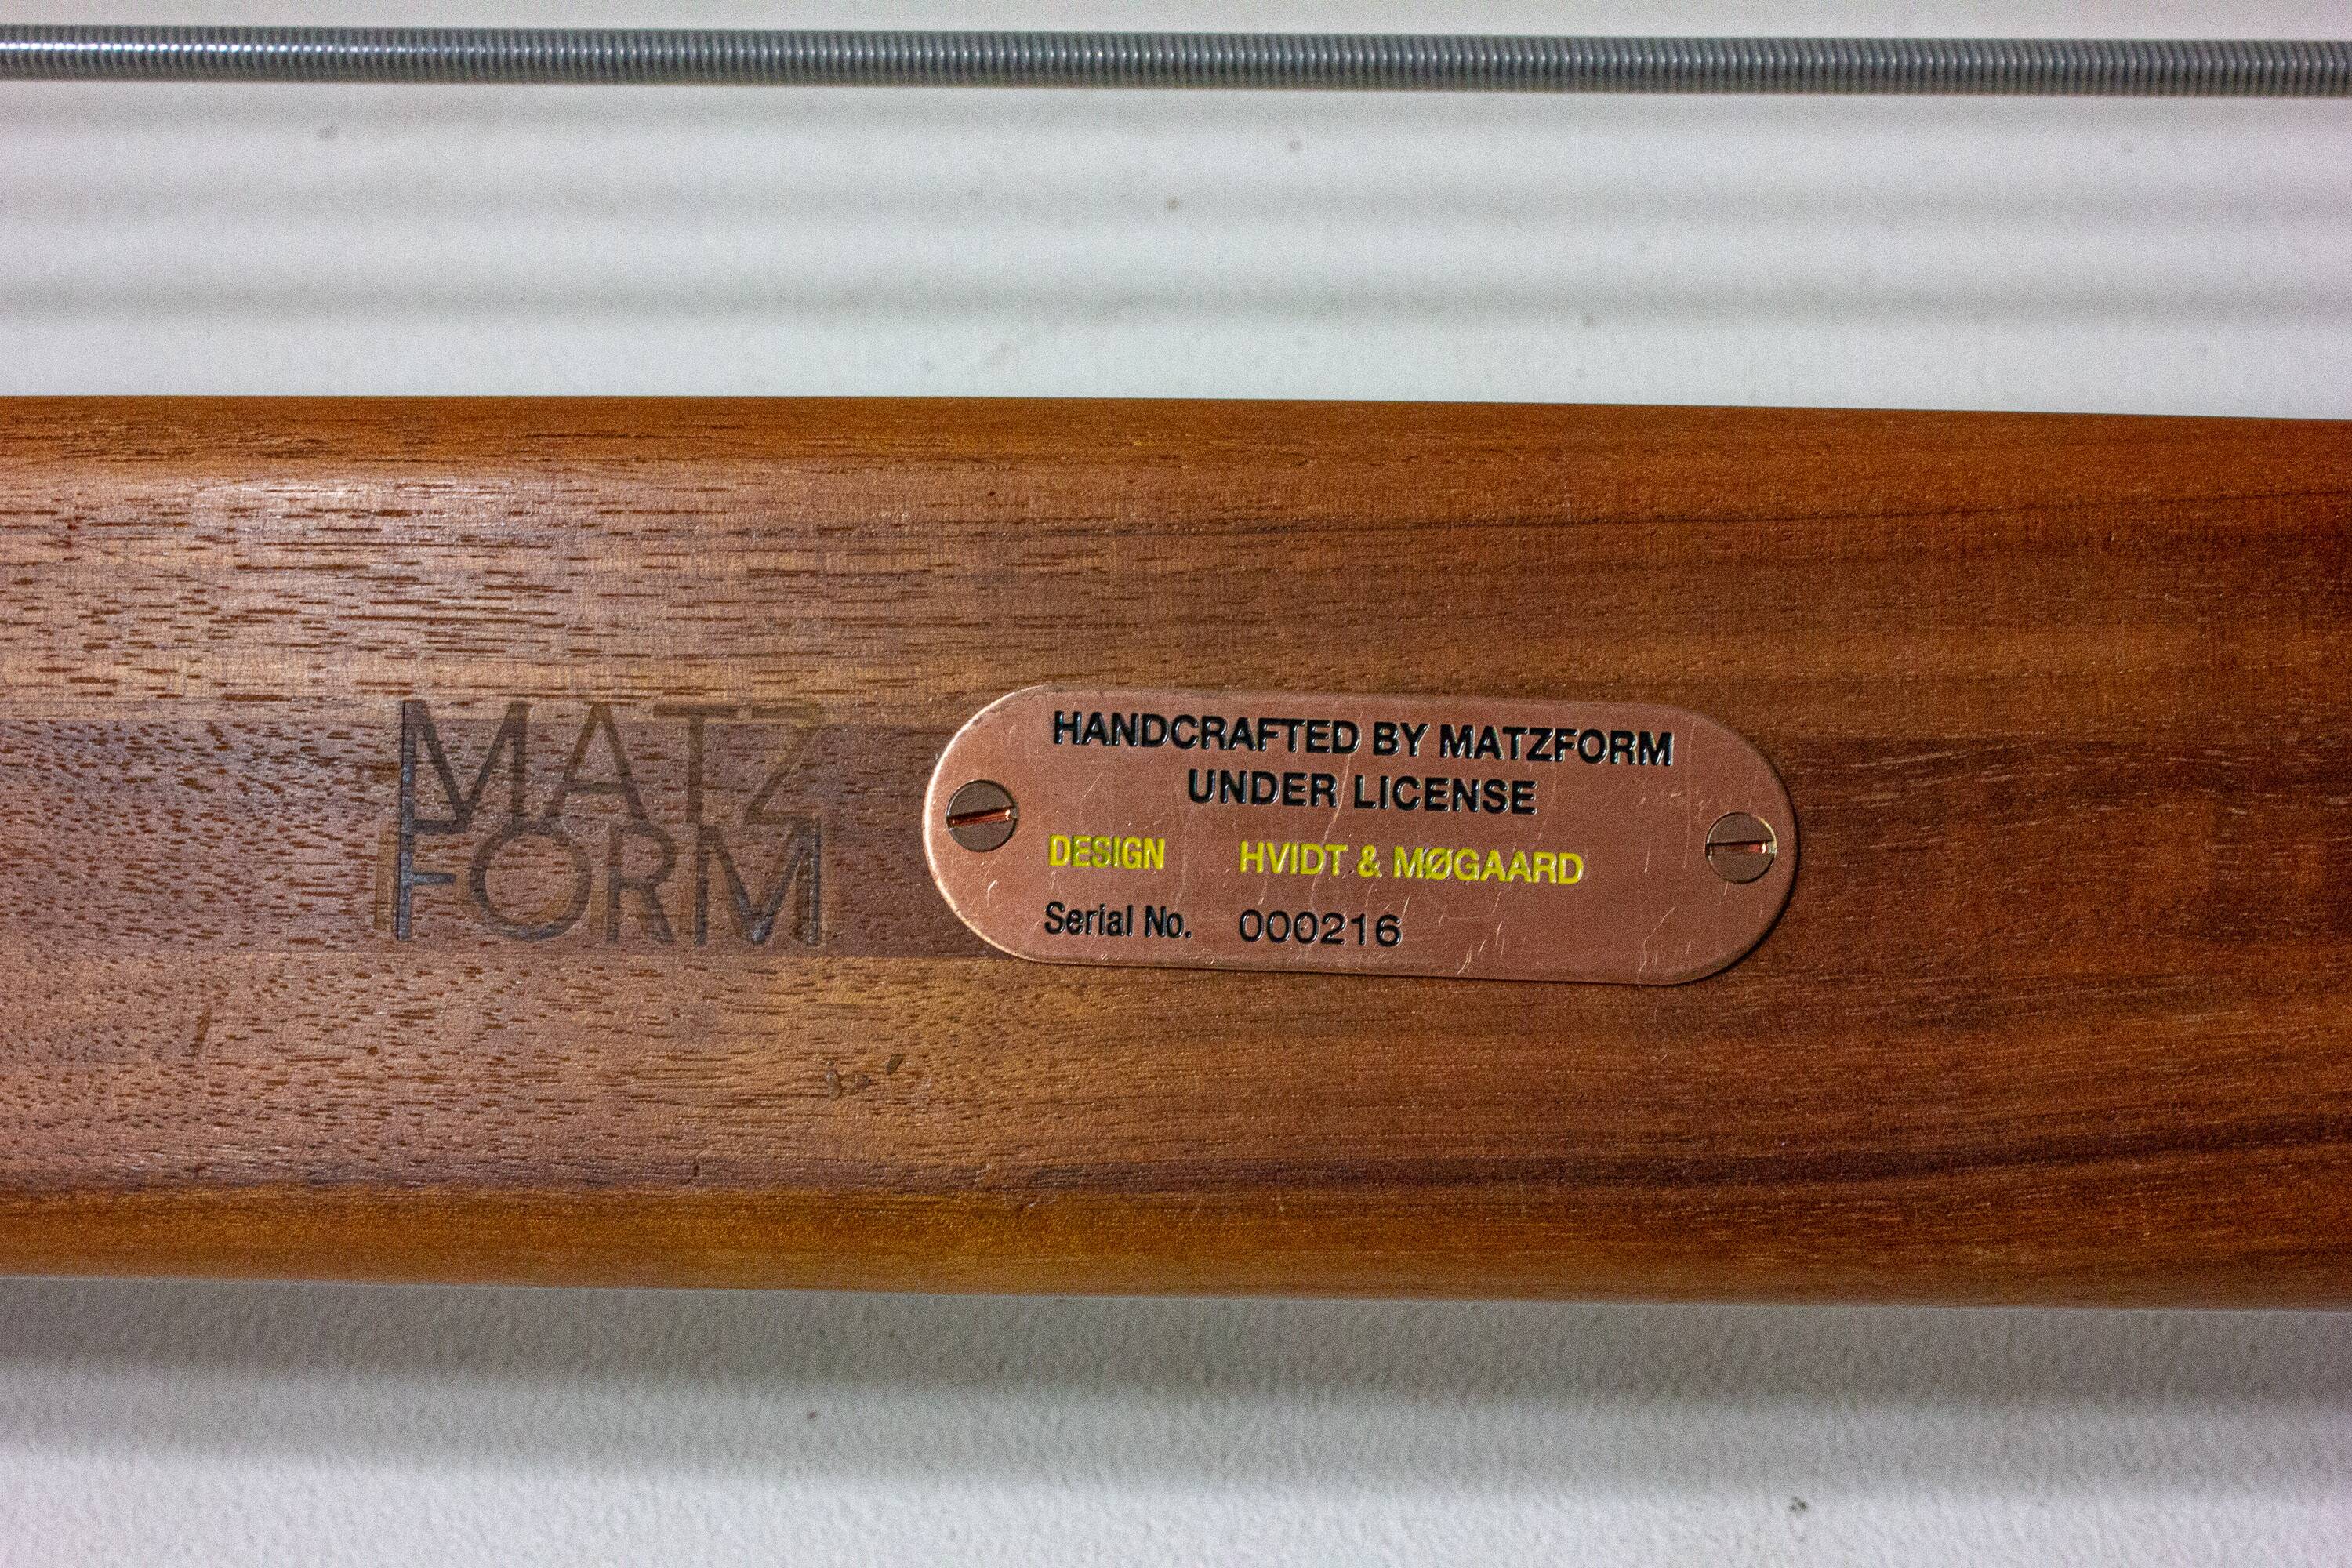 MATZ
FORM
HANDCRAFTED BY MATZFORM
UNDER LICENSE
DESIGN HVIDT & MØGAARD
Serial No. 000216